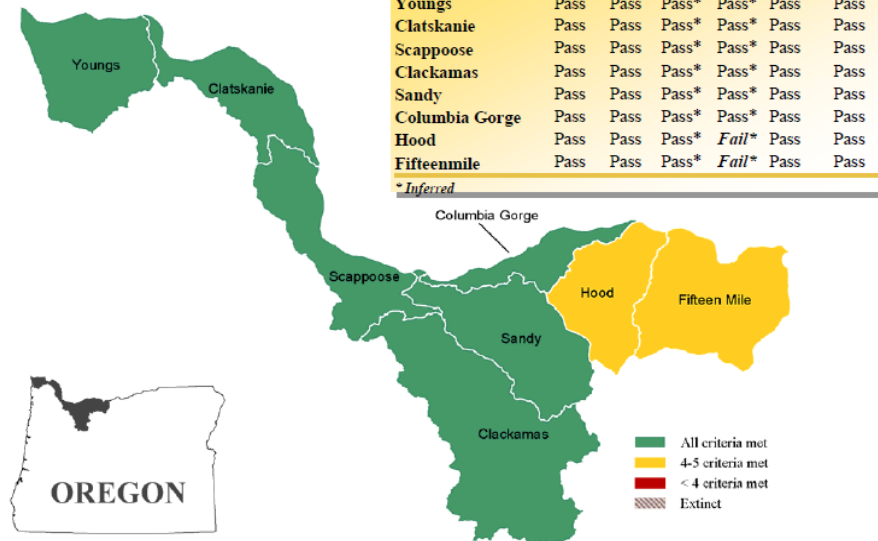 Youngs Pass Pass Pass* Pass* Pass Pass
Clatskanie Pass Pass Pass* Pass* Pass Pass
Scappoose Pass Pass Pass* Pass* Pass Pass
Clackamas Pass Pass Pass* Pass* Pass Pass
Sandy Pass Pass Pass* Pass* Pass Pass
Columbia Gorge Pass Pass Pass* Pass* Pass Pass
Hood Pass Pass Pass* Fail* Pass Pass
Fifteenmile Pass Pass Pass* Fail* Pass Pass
* Inferred
Youngs
Clatskanie
Columbia Gorge
Scappoose
Hood
Fifteen Mile
Sandy
Clackamas
OREGON
All criteria met
4-5 criteria met
< 4 criteria met
Extinct